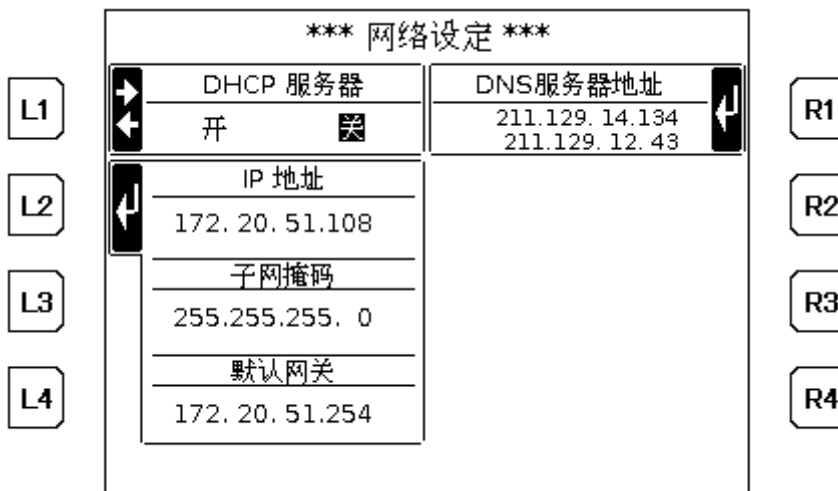 *** 网络设定 ***
L1
DHCP 服务器
开 关
DNS服务器地址
211.129. 14.134
211.129. 12. 43
R1
L2
IP 地址
172. 20. 51.108
R2
L3
子网掩码
255.255.255. 0
R3
L4
默认网关
172. 20. 51.254
R4